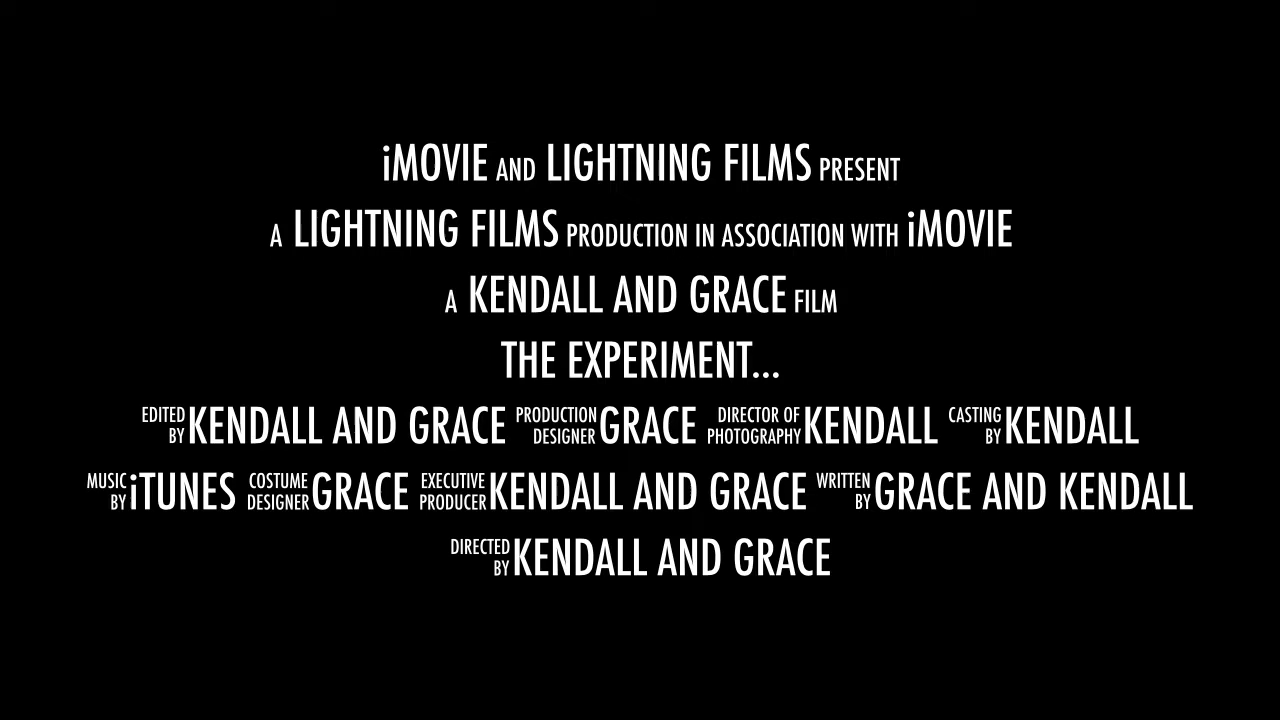 iMOVIE AND LIGHTNING FILMS PRESENT
A LIGHTNING FILMS PRODUCTION IN ASSOCIATION WITH iMOVIE
A KENDALL AND GRACE FILM
THE EXPERIMENT...
EDITED BY KENDALL AND GRACE PRODUCTION DESIGNER GRACE DIRECTOR OF PHOTOGRAPHY KENDALL CASTING BY KENDALL
MUSIC BY iTUNES COSTUME DESIGNER GRACE EXECUTIVE PRODUCER KENDALL AND GRACE WRITTEN BY GRACE AND KENDALL
DIRECTED BY KENDALL AND GRACE